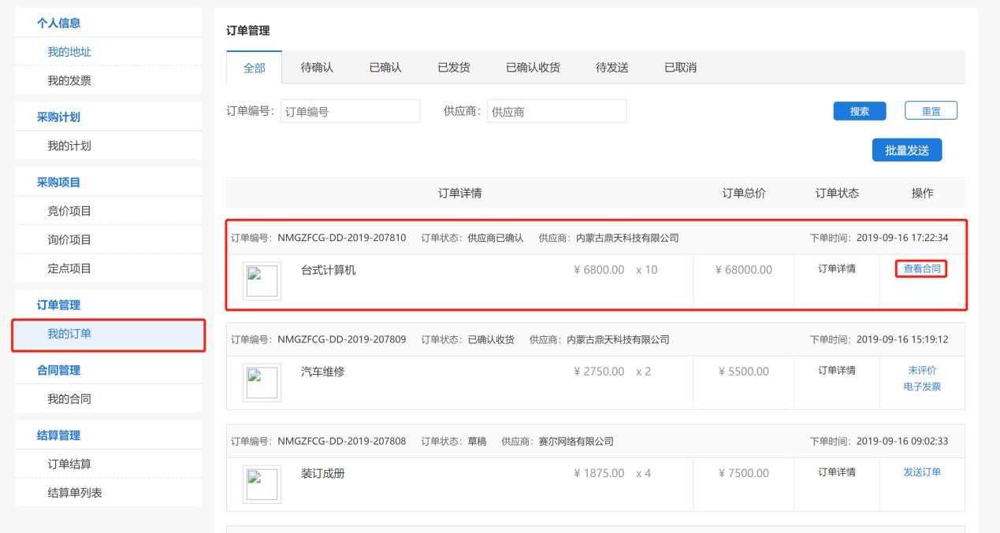 个人信息
我的地址
我的发票
采购计划
我的计划
采购项目
竞价项目
询价项目
定点项目
订单管理
我的订单
合同管理
我的合同
结算管理
订单结算
结算单列表
订单管理
全部 待确认 已确认 已发货 已确认收货 待发送 已取消
订单编号： 订单编号 供应商： 供应商 搜索 重置
批量发送
订单详情 订单总价 订单状态 操作
订单编号：NMGZFCG-DD-2019-207810 订单状态：供应商已确认 供应商：内蒙古鼎天科技有限公司 下单时间：2019-09-16 17:22:34
台式计算机 ¥ 6800.00 x 10 ¥ 68000.00 订单详情 查看合同
订单编号：NMGZFCG-DD-2019-207809 订单状态：已确认收货 供应商：内蒙古鼎天科技有限公司 下单时间：2019-09-16 15:19:12
汽车维修 ¥ 2750.00 x 2 ¥ 5500.00 订单详情 未评价
电子发票
订单编号：NMGZFCG-DD-2019-207808 订单状态：草稿 供应商：赛尔网络有限公司 下单时间：2019-09-16 09:02:33
装订成册 ¥ 1875.00 x 4 ¥ 7500.00 订单详情 发送订单